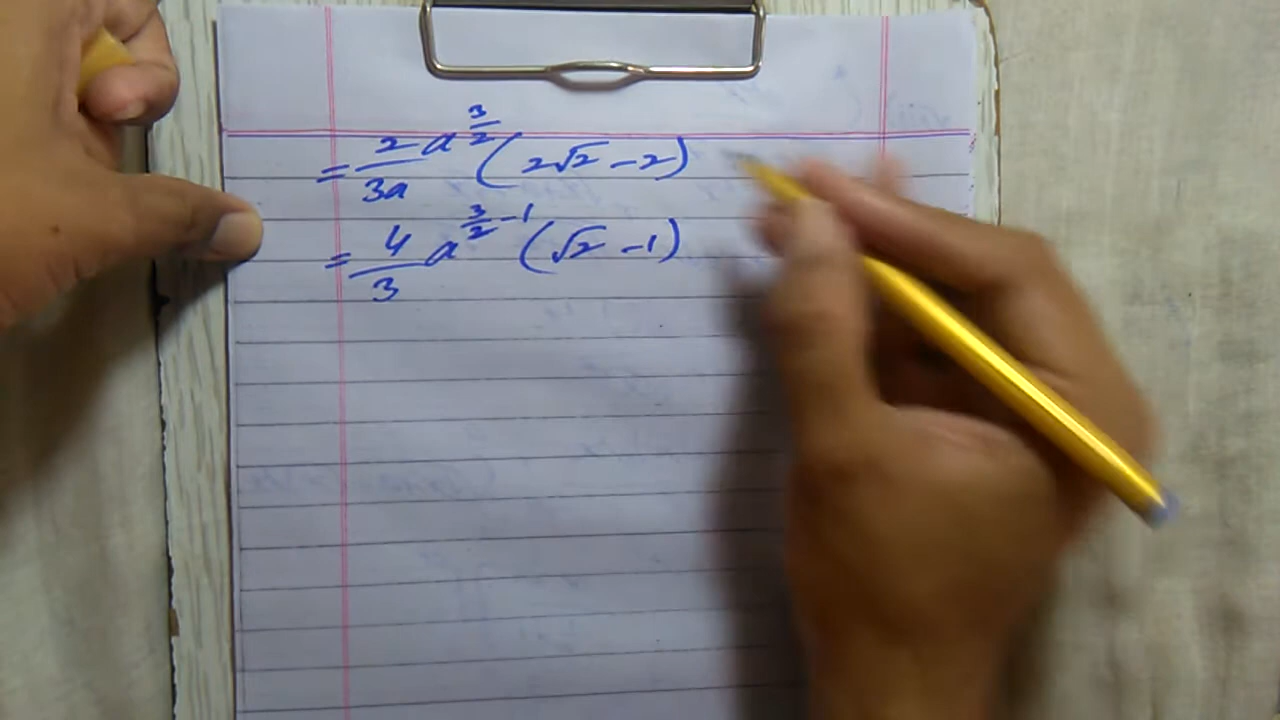 = 2/3a a^(3/2) (2√2 - 2)
= 4/3 a^(3/2 - 1) (√2 - 1)